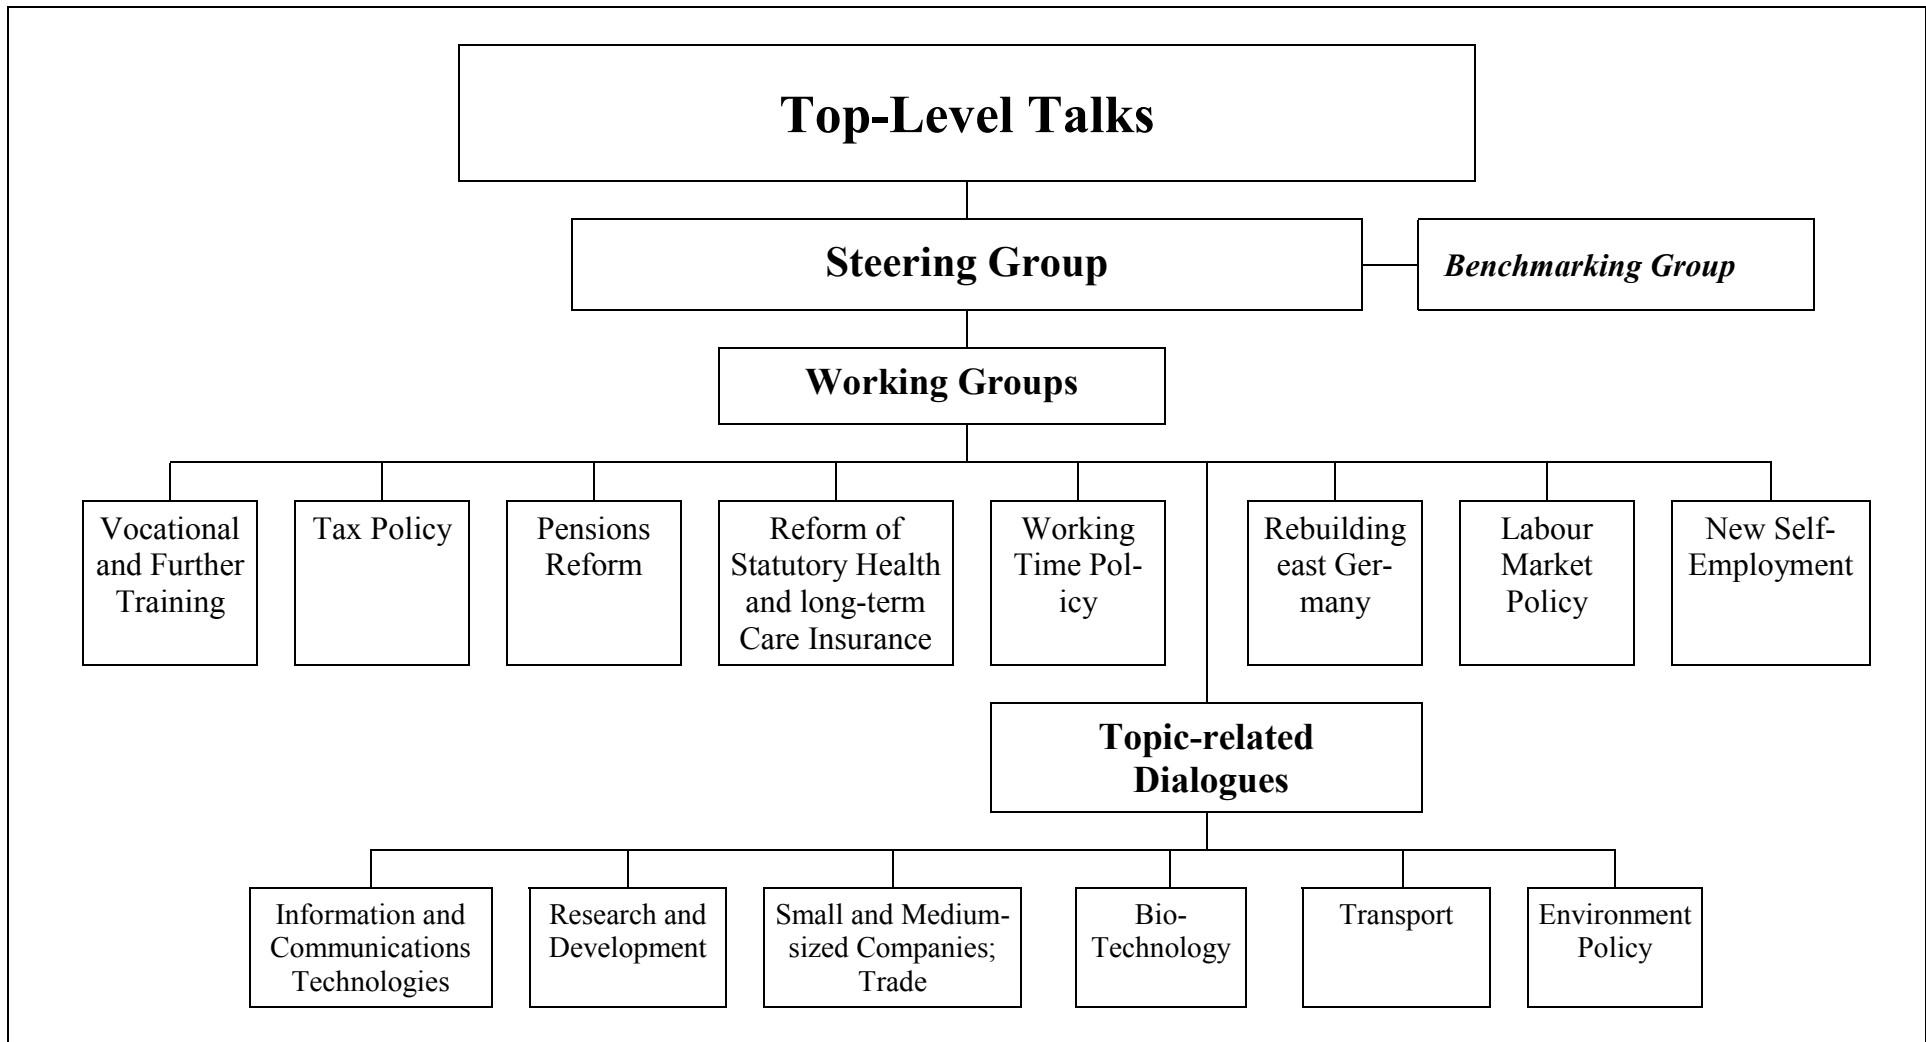 Top-Level Talks
Steering Group
Benchmarking Group
Working Groups
Vocational
and Further
Training
Tax Policy
Pensions
Reform
Reform of
Statutory Health
and long-term
Care Insurance
Working
Time Pol-
icy
Rebuilding
east Ger-
many
Labour
Market
Policy
New Self-
Employment
Topic-related
Dialogues
Information and
Communications
Technologies
Research and
Development
Small and Medium-
sized Companies;
Trade
Bio-
Technology
Transport
Environment
Policy